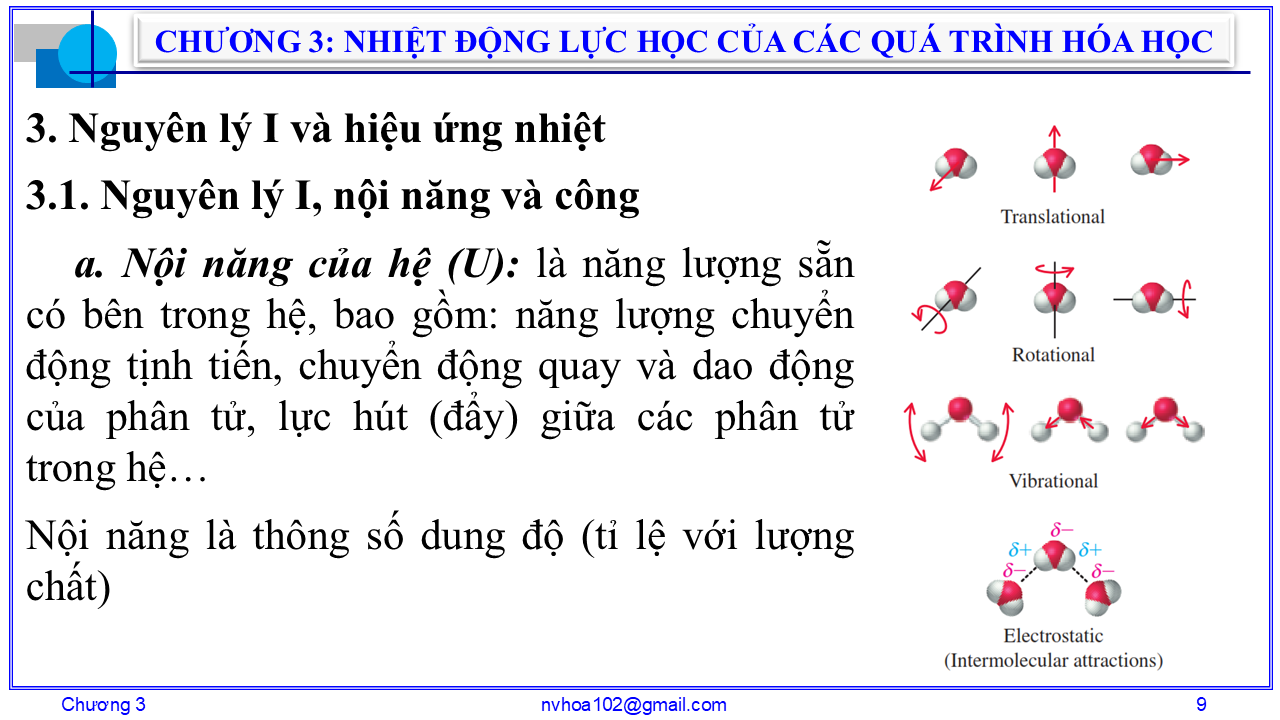 CHƯƠNG 3: NHIỆT ĐỘNG LỰC HỌC CỦA CÁC QUÁ TRÌNH HÓA HỌC
3. Nguyên lý I và hiệu ứng nhiệt
3.1. Nguyên lý I, nội năng và công
a. Nội năng của hệ (U): là năng lượng sẵn
có bên trong hệ, bao gồm: năng lượng chuyển
động tịnh tiến, chuyển động quay và dao động
của phân tử, lực hút (đẩy) giữa các phân tử
trong hệ…
Nội năng là thông số dung độ (tỉ lệ với lượng
chất)
Translational
Rotational
Vibrational
δ−
δ+ δ+
δ− δ−
Electrostatic
(Intermolecular attractions)
Chương 3 nvhoa102@gmail.com 9